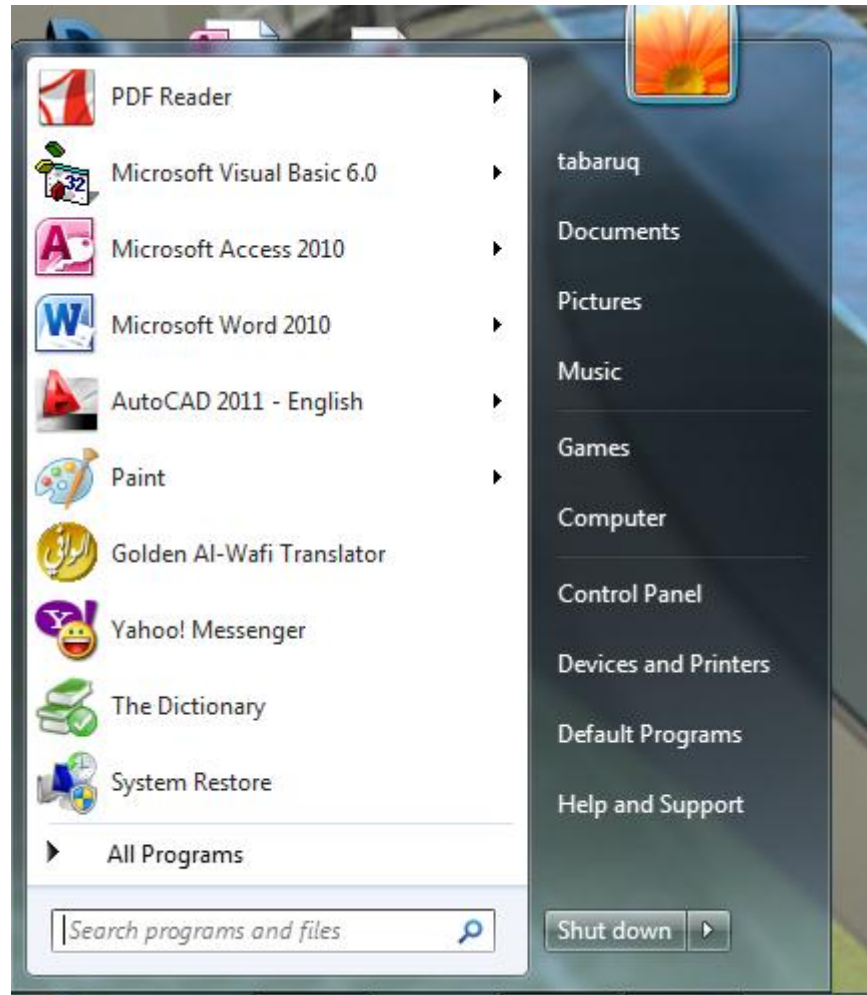 PDF Reader
Microsoft Visual Basic 6.0
32
Microsoft Access 2010
Microsoft Word 2010
AutoCAD 2011 - English
Paint
الوافي
Golden Al-Wafi Translator
Yahoo! Messenger
The Dictionary
System Restore
All Programs
Search programs and files
tabaruq
Documents
Pictures
Music
Games
Computer
Control Panel
Devices and Printers
Default Programs
Help and Support
Shut down